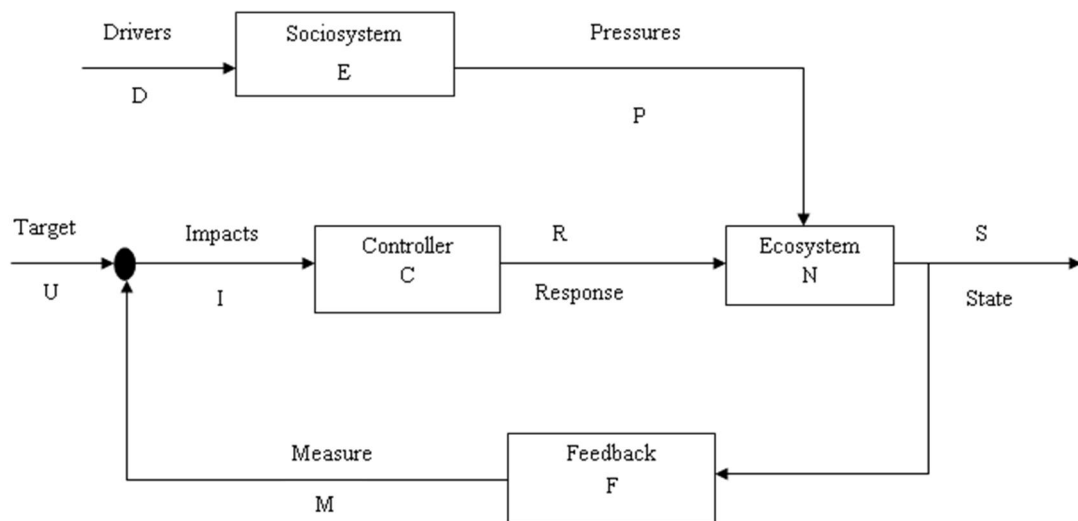 Drivers
Sociosystem
Pressures
E
D
P
Target
Impacts
Controller
R
Ecosystem
S
U
I
C
Response
N
State
Measure
Feedback
M
F